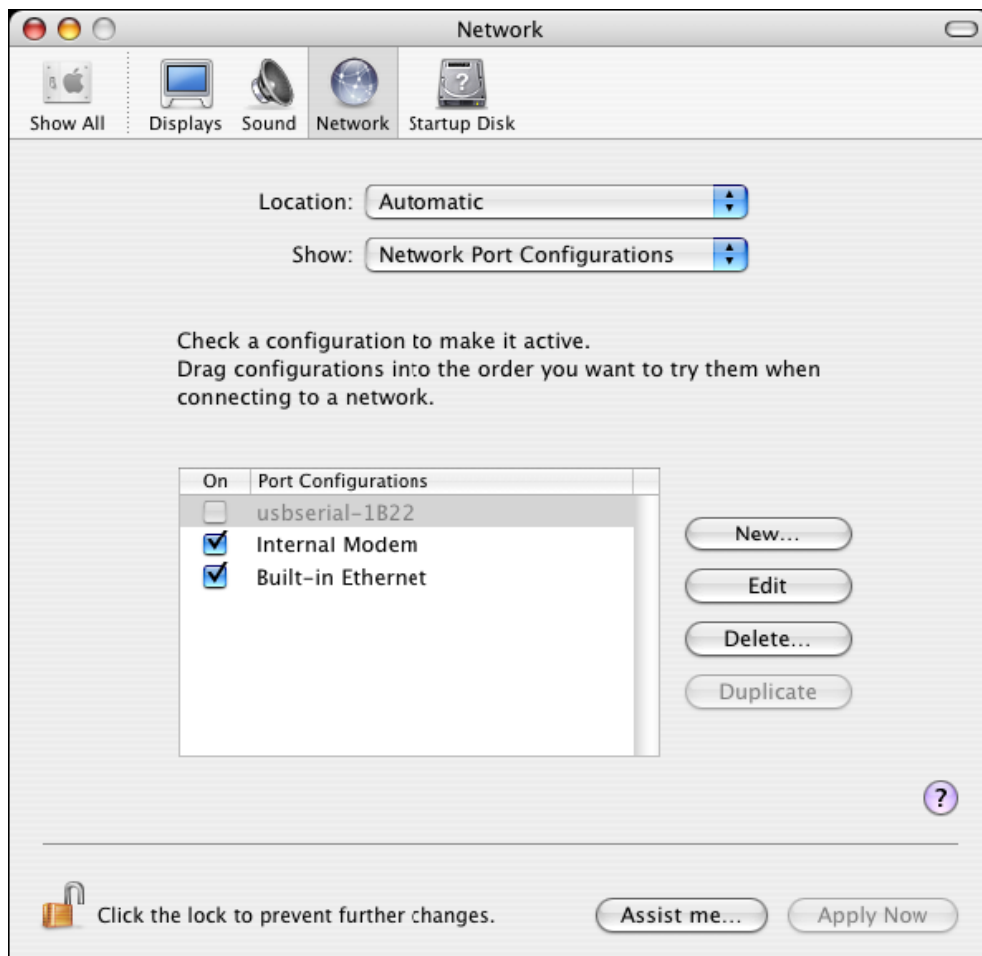 Network
Show All Displays Sound Network Startup Disk
Location: Automatic
Show: Network Port Configurations
Check a configuration to make it active.
Drag configurations into the order you want to try them when
connecting to a network.
On Port Configurations
usbserial-1B22
Internal Modem
Built-in Ethernet
New...
Edit
Delete...
Duplicate
?
Click the lock to prevent further changes.
Assist me...
Apply Now